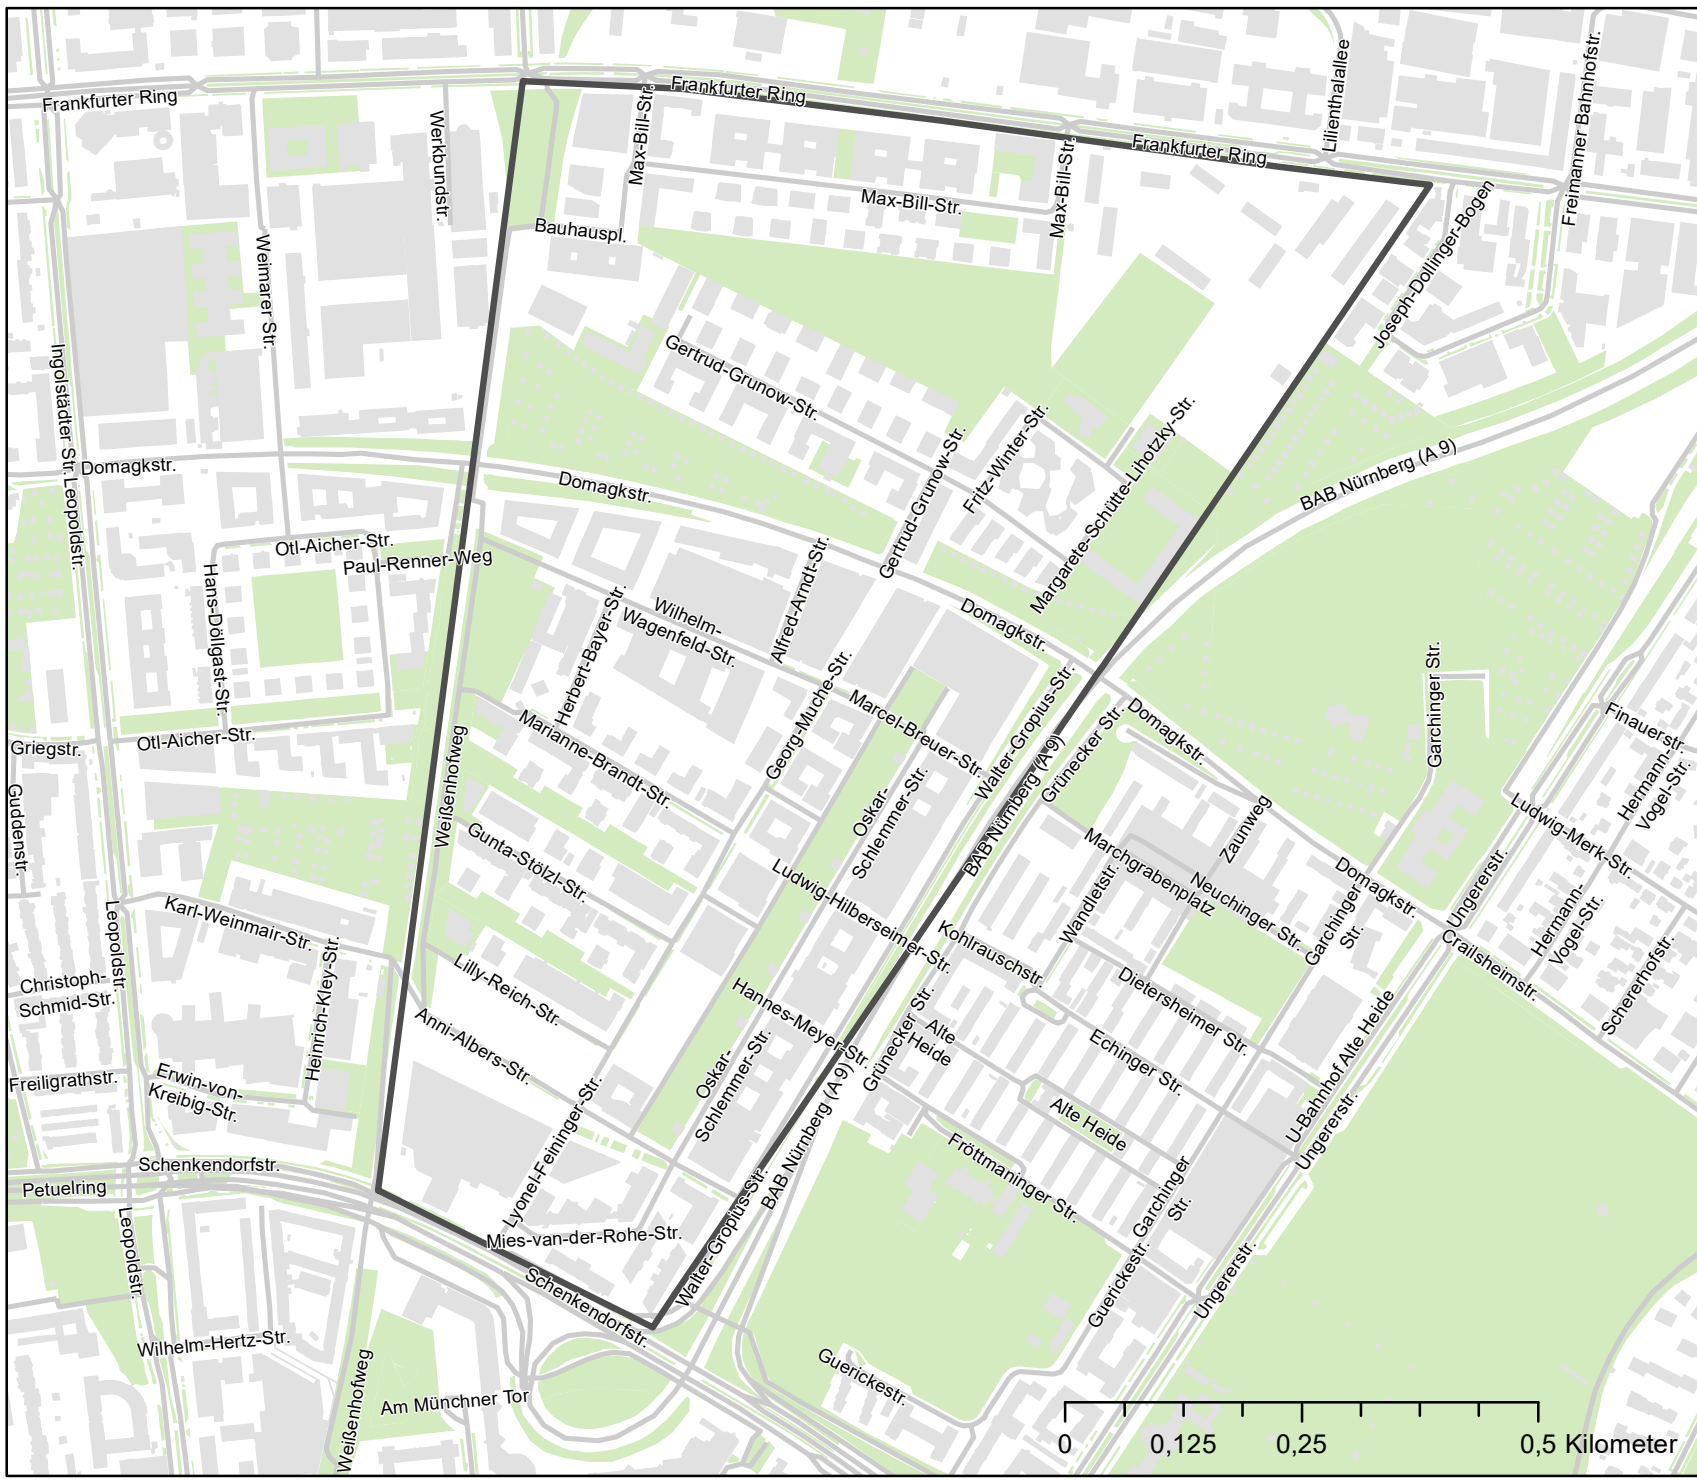 Frankfurter Ring
Frankfurter Ring
Frankfurter Ring
Lilienthalallee
Freimanner Bahnhofstr.
Werkbundstr.
Max-Bill-Str.
Max-Bill-Str.
Max-Bill-Str.
Bauhauspl.
Weimarer Str.
Joseph-Dollinger-Bogen
Ingolstädter Str.
Gertrud-Grunow-Str.
Gertrud-Grunow-Str.
Fritz-Winter-Str.
Margarete-Schütte-Lihotzky-Str.
BAB Nürnberg (A 9)
Domagkstr.
Domagkstr.
Leopoldstr.
Otl-Aicher-Str.
Paul-Renner-Weg
Hans-Döllgast-Str.
Herbert-Bayer-Str.
Wilhelm-
Wagenfeld-Str.
Alfred-Arndt-Str.
Domagkstr.
Georg-Muche-Str.
Marcel-Breuer-Str.
Walter-Gropius-Str.
Grünecker Str.
Domagkstr.
Garchinger Str.
Finauerstr.
Hermann-
Vogel-Str.
Griegstr.
Otl-Aicher-Str.
Marianne-Brandt-Str.
Weißenhofweg
Guddenstr.
Gunta-Stölzl-Str.
Oskar-
Schlemmer-Str.
BAB Nürnberg (A 9)
Marchgrabenplatz
Zaunweg
Neuchinger Str.
Wandletstr.
Domagkstr.
Ludwig-Merk-Str.
Ungererstr.
Garchinger
Str.
Hermann-
Vogel-Str.
Crailsheimstr.
Schererhofstr.
Karl-Weinmair-Str.
Leopoldstr.
Heinrich-Kley-Str.
Christoph-
Schmid-Str.
Ludwig-Hilberseimer-Str.
Kohlrauschstr.
Dietersheimer Str.
Lilly-Reich-Str.
Hannes-Meyer-Str.
Grünecker Str.
Alte
Heide
Echinger Str.
U-Bahnhof Alte Heide
Anni-Albers-Str.
Oskar-
Schlemmer-Str.
Freiligrathstr.
Erwin-von-
Kreibig-Str.
Lyonel-Feininger-Str.
BAB Nürnberg (A 9)
Alte Heide
Fröttmaninger Str.
Ungererstr.
Garchinger
Str.
Schenkendorfstr.
Petuelring
Leopoldstr.
Mies-van-der-Rohe-Str.
Walter-Gropius-Str.
Schenkendorfstr.
Guerickestr.
Ungererstr.
Wilhelm-Hertz-Str.
Weißenhofweg
Am Münchner Tor
Guerickestr.
0 0,125 0,25 0,5 Kilometer